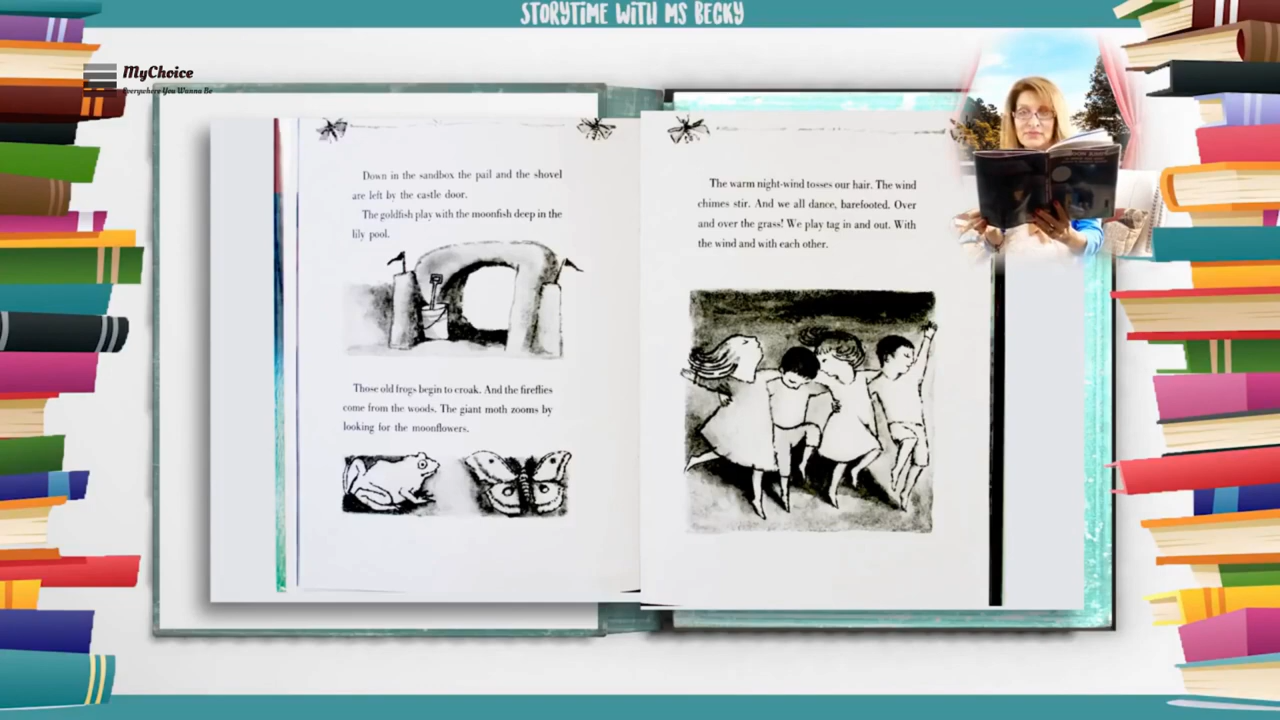 STORYTIME WITH MS BECKY
MyChoice
Everywhere You Wanna Be
Down in the sandbox the pail and the shovel
are left by the castle door.
The goldfish play with the moonfish deep in the
lily pool.
Those old frogs begin to croak. And the fireflies
come from the woods. The giant moth zooms by
looking for the moonflowers.
The warm night-wind tosses our hair. The wind
chimes stir. And we all dance, barefooted. Over
and over the grass! We play tag in and out. With
the wind and with each other.